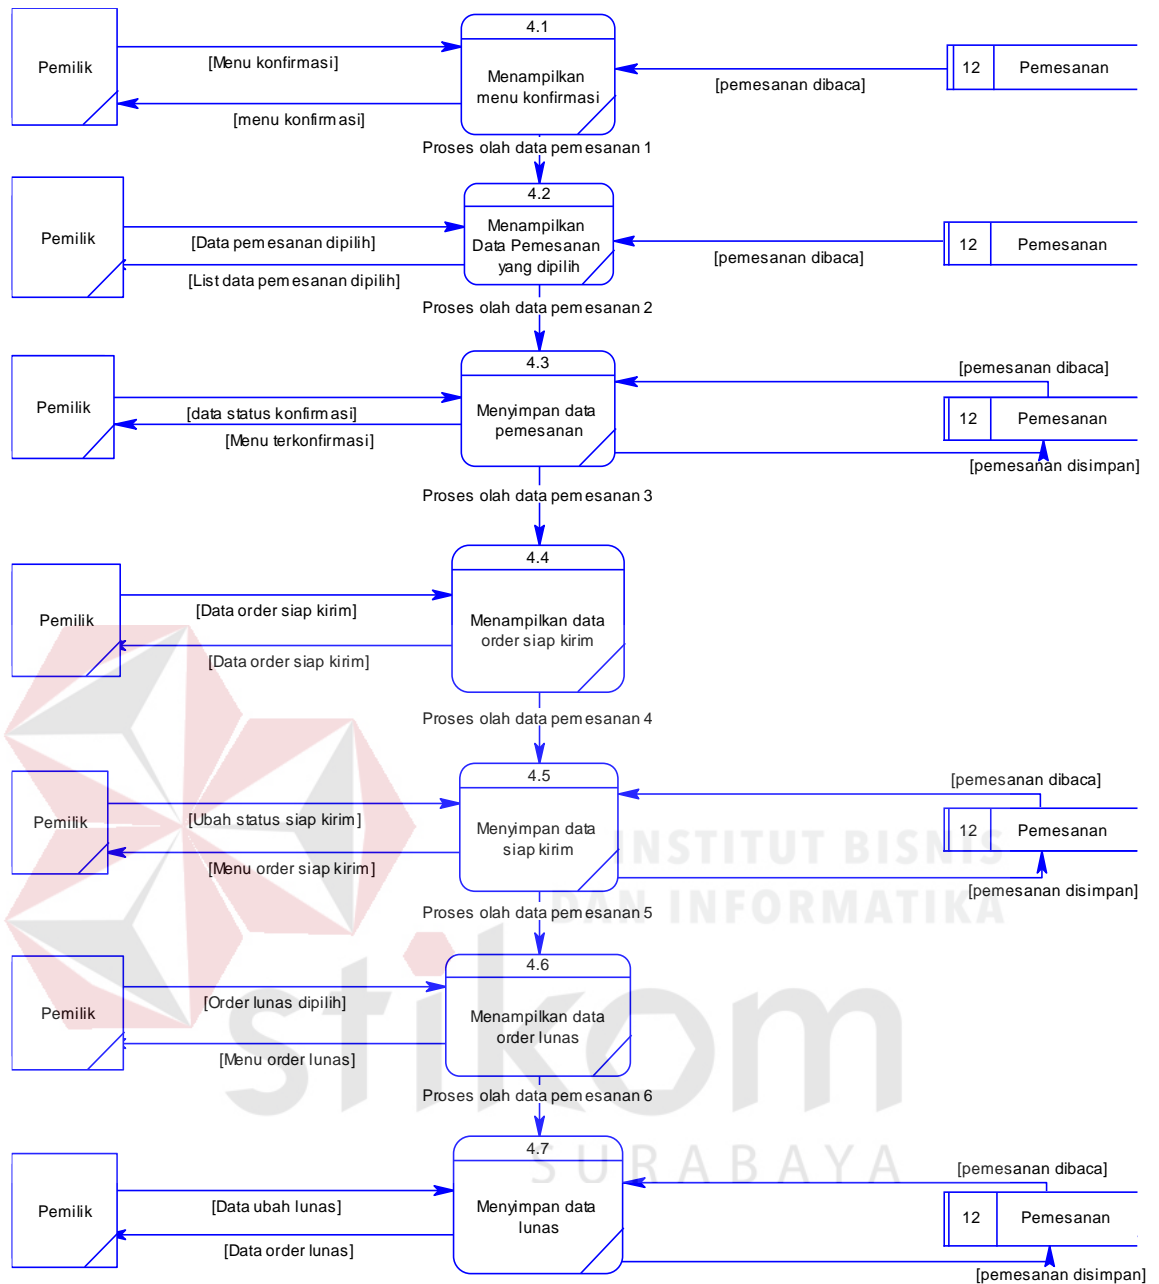 4.1
Pemilik
[Menu konfirmasi]
Menampilkan
menu konfirmasi
[pemesanan dibaca]
12 Pemesanan
[menu konfirmasi]
Proses olah data pemesanan 1
4.2
Pemilik
[Data pemesanan dipilih]
Menampilkan
Data Pemesanan
yang dipilih
[pemesanan dibaca]
12 Pemesanan
[List data pemesanan dipilih]
Proses olah data pemesanan 2
4.3
[pemesanan dibaca]
Pemilik
[data status konfirmasi]
Menyimpan data
pemesanan
12 Pemesanan
[Menu terkonfirmasi]
[pemesanan disimpan]
Proses olah data pemesanan 3
4.4
Pemilik
[Data order siap kirim]
Menampilkan data
order siap kirim
[Data order siap kirim]
Proses olah data pemesanan 4
4.5
[pemesanan dibaca]
Pemilik
[Ubah status siap kirim]
Menyimpan data
siap kirim
12 Pemesanan
[Menu order siap kirim]
[pemesanan disimpan]
INSTITUT BISNIS
DAN INFORMATIKA
Proses olah data pemesanan 5
4.6
Pemilik
[Order lunas dipilih]
Menampilkan data
order lunas
[Menu order lunas]
stikom
Proses olah data pemesanan 6
4.7
SURABAYA
[pemesanan dibaca]
Pemilik
[Data ubah lunas]
Menyimpan data
lunas
12 Pemesanan
[Data order lunas]
[pemesanan disimpan]